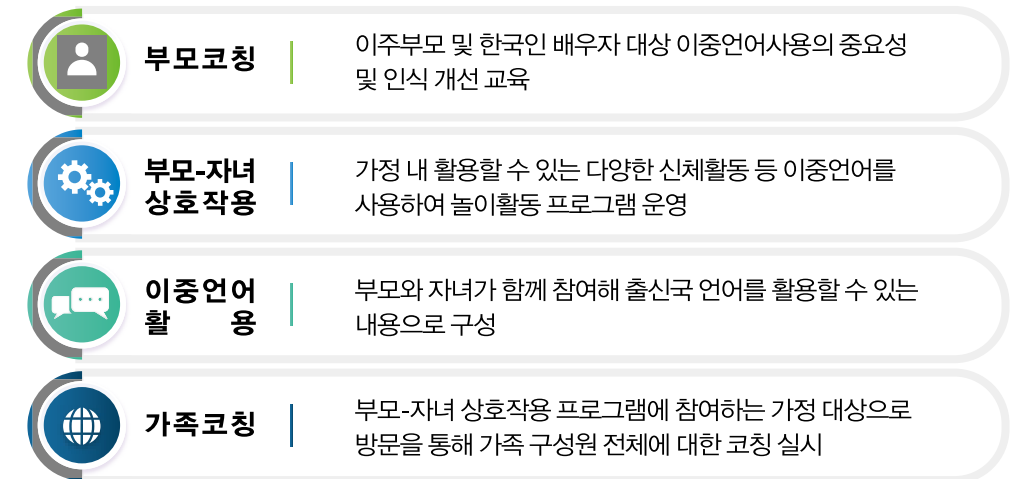 부모코칭
이주부모 및 한국인 배우자 대상 이중언어사용의 중요성
및 인식 개선 교육
부모-자녀
상호작용
가정 내 활용할 수 있는 다양한 신체활동 등 이중언어를
사용하여 놀이활동 프로그램 운영
이중언어
활 용
부모와 자녀가 함께 참여해 출신국 언어를 활용할 수 있는
내용으로 구성
가족코칭
부모-자녀 상호작용 프로그램에 참여하는 가정 대상으로
방문을 통해 가족 구성원 전체에 대한 코칭 실시